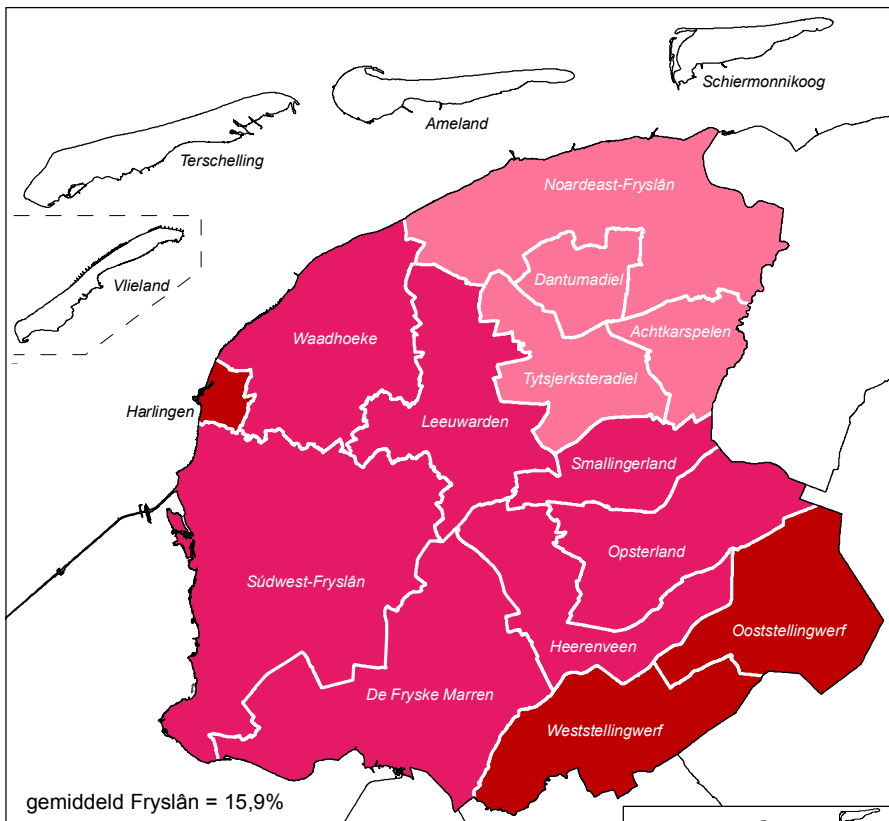 Schiermonnikoog
Ameland
Terschelling
Noardeast-Fryslân
Vlieland
Dantumadiel
Waadhoeke
Achtkarspelen
Tytsjerksteradiel
Harlingen
Leeuwarden
Smallingerland
Opsterland
Súdwest-Fryslân
Ooststellingwerf
Heerenveen
De Fryske Marren
Weststellingwerf
gemiddeld Fryslân = 15,9%